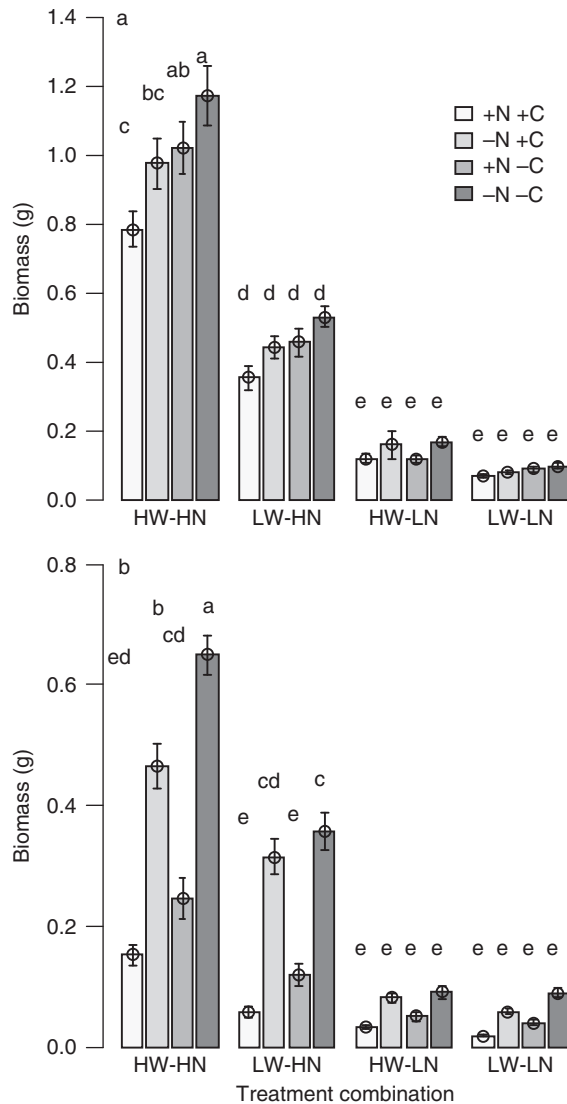 a
1.4
1.2
1.0
0.8
0.6
0.4
0.2
0.0
Biomass (g)
c bc ab a
d d d d
e e e e
e e e e
+N +C
–N +C
+N –C
–N –C
HW-HN LW-HN HW-LN LW-LN
b
0.8
0.6
0.4
0.2
0.0
Biomass (g)
ed b cd a
e cd e c
e e e e
e e e e
HW-HN LW-HN HW-LN LW-LN
Treatment combination